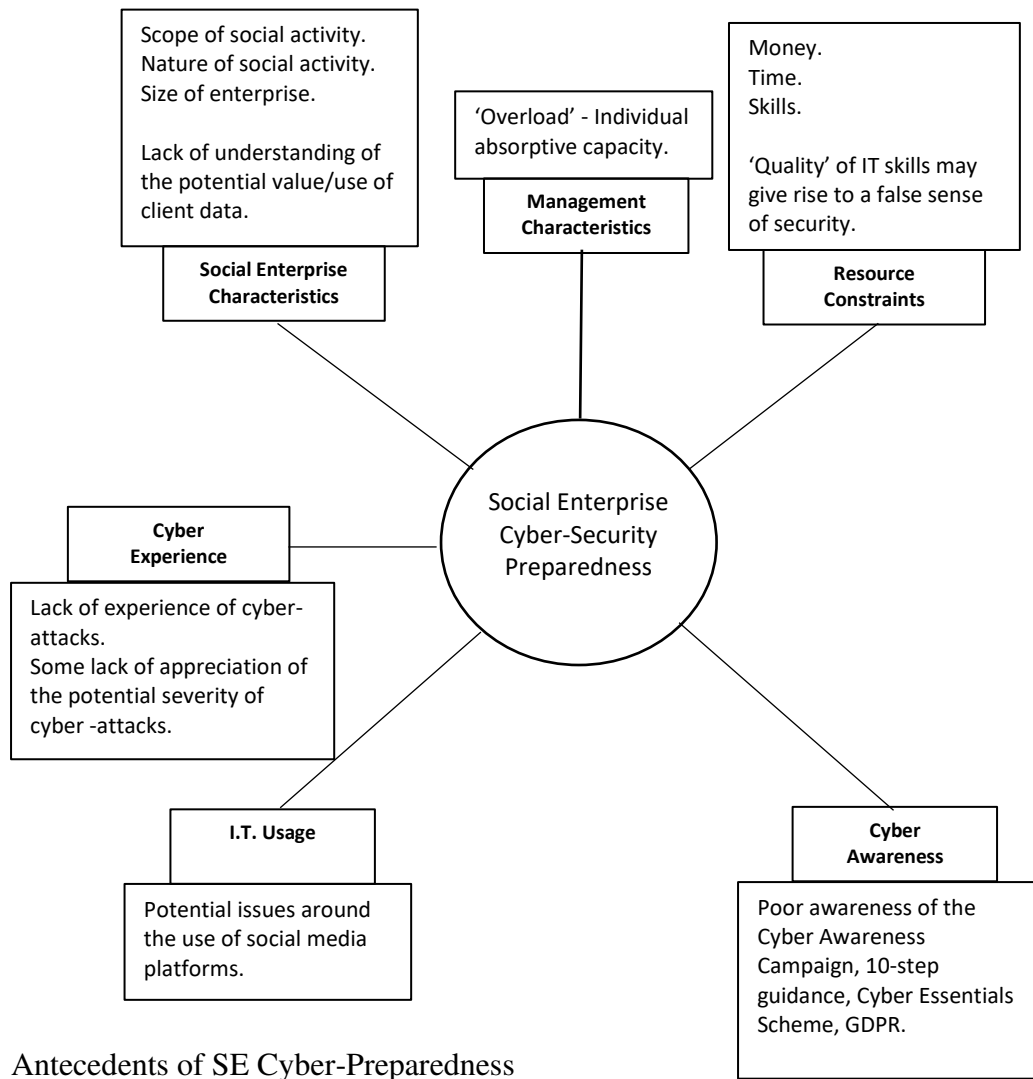 Scope of social activity.
Nature of social activity.
Size of enterprise.
Lack of understanding of
the potential value/use of
client data.
Social Enterprise
Characteristics
‘Overload’ - Individual
absorptive capacity.
Management
Characteristics
Money.
Time.
Skills.
‘Quality’ of IT skills may
give rise to a false sense
of security.
Resource
Constraints
Social Enterprise
Cyber-Security
Preparedness
Cyber
Experience
Lack of experience of cyber-
attacks.
Some lack of appreciation of
the potential severity of
cyber -attacks.
I.T. Usage
Potential issues around
the use of social media
platforms.
Cyber
Awareness
Poor awareness of the
Cyber Awareness
Campaign, 10-step
guidance, Cyber Essentials
Scheme, GDPR.
Antecedents of SE Cyber-Preparedness